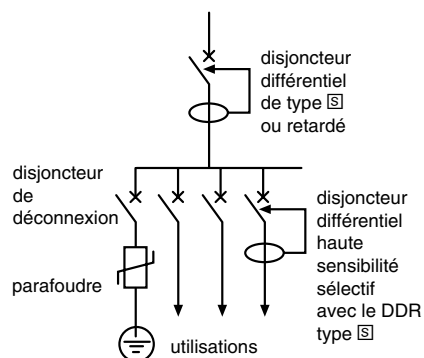 disjoncteur
différentiel
de type S
ou retardé
disjoncteur
de
déconnexion
parafoudre
disjoncteur
différentiel
haute
sensibilité
sélectif
avec le DDR
type S
utilisations